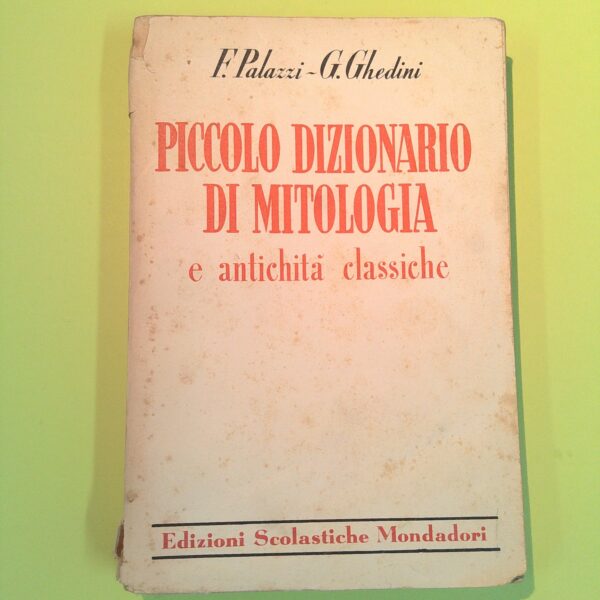 F. Palazzi - G. Ghedini
PICCOLO DIZIONARIO
DI MITOLOGIA
e antichità classiche
Edizioni Scolastiche Mondadori